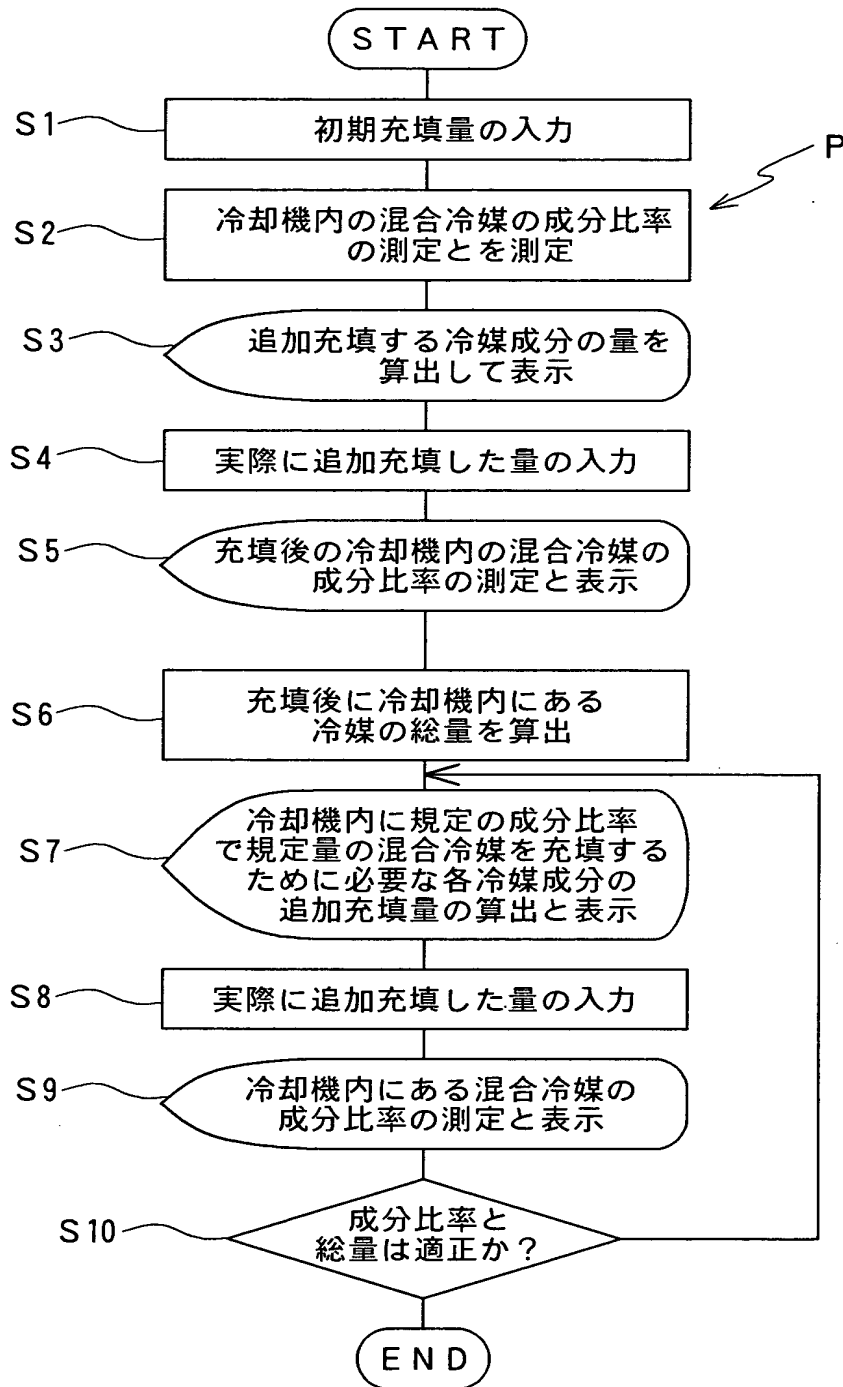 START
S1
初期充填量の入力
P
S2
冷却機内の混合冷媒の成分比率
の測定とを測定
S3
追加充填する冷媒成分の量を
算出して表示
S4
実際に追加充填した量の入力
S5
充填後の冷却機内の混合冷媒の
成分比率の測定と表示
S6
充填後に冷却機内にある
冷媒の総量を算出
S7
冷却機内に規定の成分比率
で規定量の混合冷媒を充填する
ために必要な各冷媒成分の
追加充填量の算出と表示
S8
実際に追加充填した量の入力
S9
冷却機内にある混合冷媒の
成分比率の測定と表示
S10
成分比率と
総量は適正か？
END